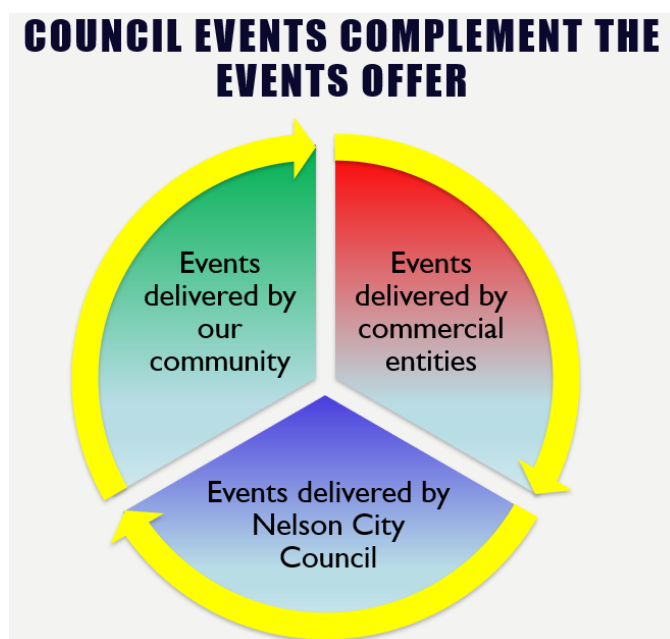 COUNCIL EVENTS COMPLEMENT THE
EVENTS OFFER
Events
delivered by
our
community
Events
delivered by
commercial
entities
Events delivered by
Nelson City
Council